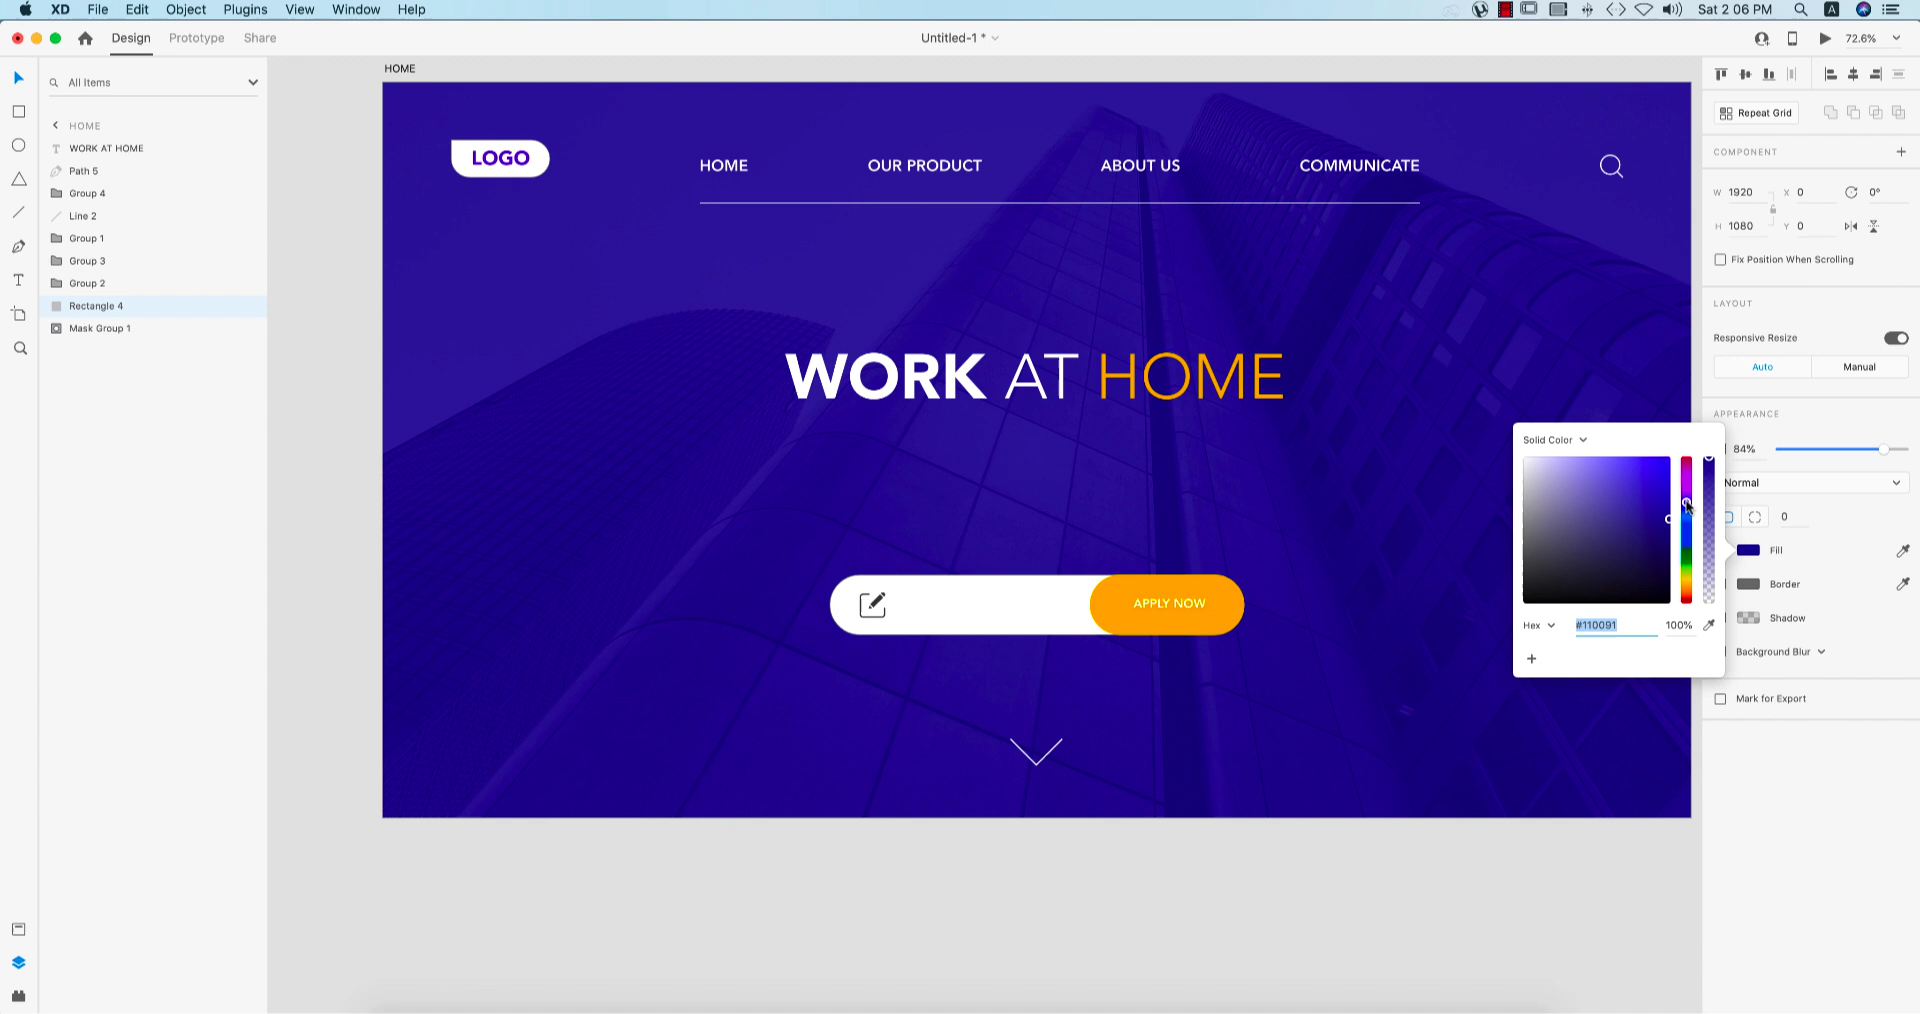 XD File Edit Object Plugins View Window Help
A Sat 2 06 PM
Design Prototype Share
Untitled-1 *
72.6%
All Items
HOME
WORK AT HOME
Path 5
Group 4
Line 2
Group 1
Group 3
Group 2
Rectangle 4
Mask Group 1
HOME
LOGO
HOME OUR PRODUCT ABOUT US COMMUNICATE
WORK AT HOME
APPLY NOW
Solid Color
Hex #110091 100%
Repeat Grid
COMPONENT
W 1920 X 0 0°
H 1080 Y 0
Fix Position When Scrolling
LAYOUT
Responsive Resize
Auto Manual
APPEARANCE
84%
Normal
0
Fill
Border
Shadow
Background Blur
Mark for Export